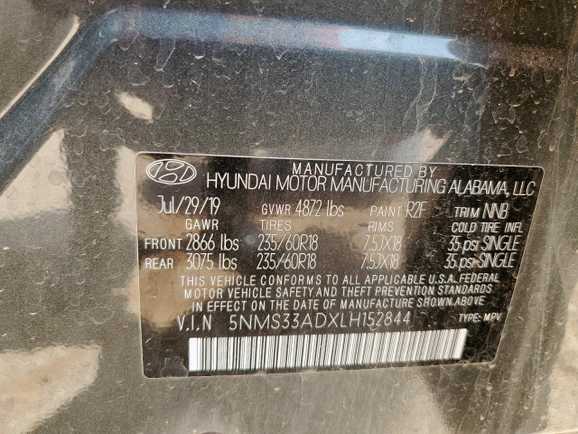 MANUFACTURED BY
HYUNDAI MOTOR MANUFACTURING ALABAMA, LLC
Jul/29/19 GVWR 4872 lbs PAINT R2F TRIM NNB
GAWR TIRES RIMS COLD TIRE INFL
FRONT 2866 lbs 235/60R18 7.5JX18 35 psi SINGLE
REAR 3075 lbs 235/60R18 7.5JX18 35 psi SINGLE
THIS VEHICLE CONFORMS TO ALL APPLICABLE U.S.A. FEDERAL
MOTOR VEHICLE SAFETY AND THEFT PREVENTION STANDARDS
IN EFFECT ON THE DATE OF MANUFACTURE SHOWN ABOVE.
V.I.N 5NMS33ADXLH152844 TYPE: MPV